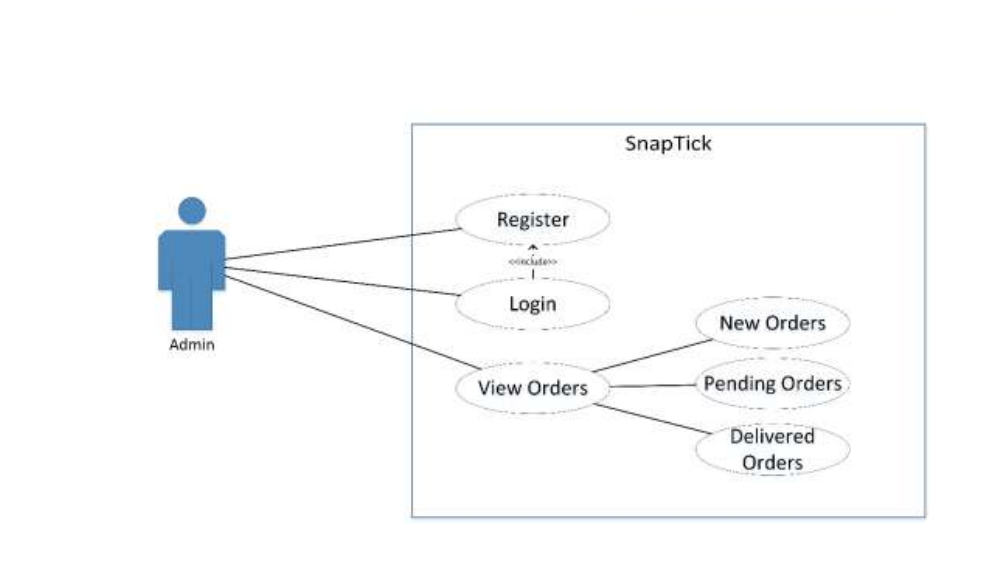 SnapTick
Register
<<include>>
Login
Admin
New Orders
View Orders
Pending Orders
Delivered
Orders